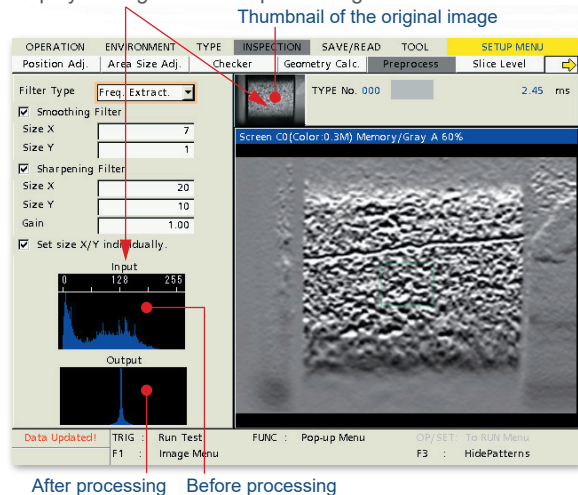 Thumbnail of the original image
OPERATION ENVIRONMENT TYPE INSPECTION SAVE/READ TOOL SETUP MENU
Position Adj. Area Size Adj. Checker Geometry Calc. Preprocess Slice Level
Filter Type Freq. Extract. TYPE No. 000 2.45 ms
Smoothing Filter
Size X 7
Screen C0(Color:0.3M) Memory/Gray A 60%
Size Y 1
Sharpening Filter
Size X 20
Size Y 10
Gain 1.00
Set size X/Y individually.
Input
0 128 255
Output
Data Updated! TRIG : Run Test FUNC : Pop-up Menu OP/SET: To RUN Menu
F1 : Image Menu F3 : HidePatterns
After processing Before processing